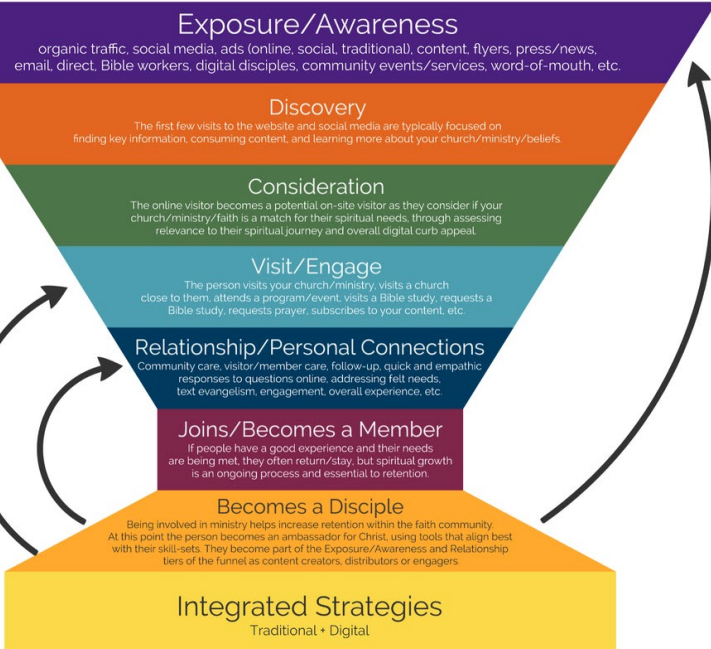 Exposure/Awareness
organic traffic, social media, ads (online, social, traditional), content, flyers, press/news,
email, direct, Bible workers, digital disciples, community events/services, word-of-mouth, etc.
Discovery
The first few visits to the website and social media are typically focused on
finding key information, consuming content, and learning more about your church/ministry/beliefs.
Consideration
The online visitor becomes a potential on-site visitor as they consider if your
church/ministry/faith is a match for their spiritual needs, through assessing
relevance to their spiritual journey and overall digital curb appeal.
Visit/Engage
The person visits your church/ministry, visits a church
close to them, attends a program/event, visits a Bible study, requests a
Bible study, requests prayer, subscribes to your content, etc.
Relationship/Personal Connections
Community care, visitor/member care, follow-up, quick and empathic
responses to questions online, addressing felt needs,
text evangelism, engagement, overall experience, etc.
Joins/Becomes a Member
If people have a good experience and their needs
are being met, they often return/stay, but spiritual growth
is an ongoing process and essential to retention.
Becomes a Disciple
Being involved in ministry helps increase retention within the faith community.
At this point the person becomes an ambassador for Christ, using tools that align best
with their skill-sets. They become part of the Exposure/Awareness and Relationship
tiers of the funnel as content creators, distributors or engagers.
Integrated Strategies
Traditional + Digital